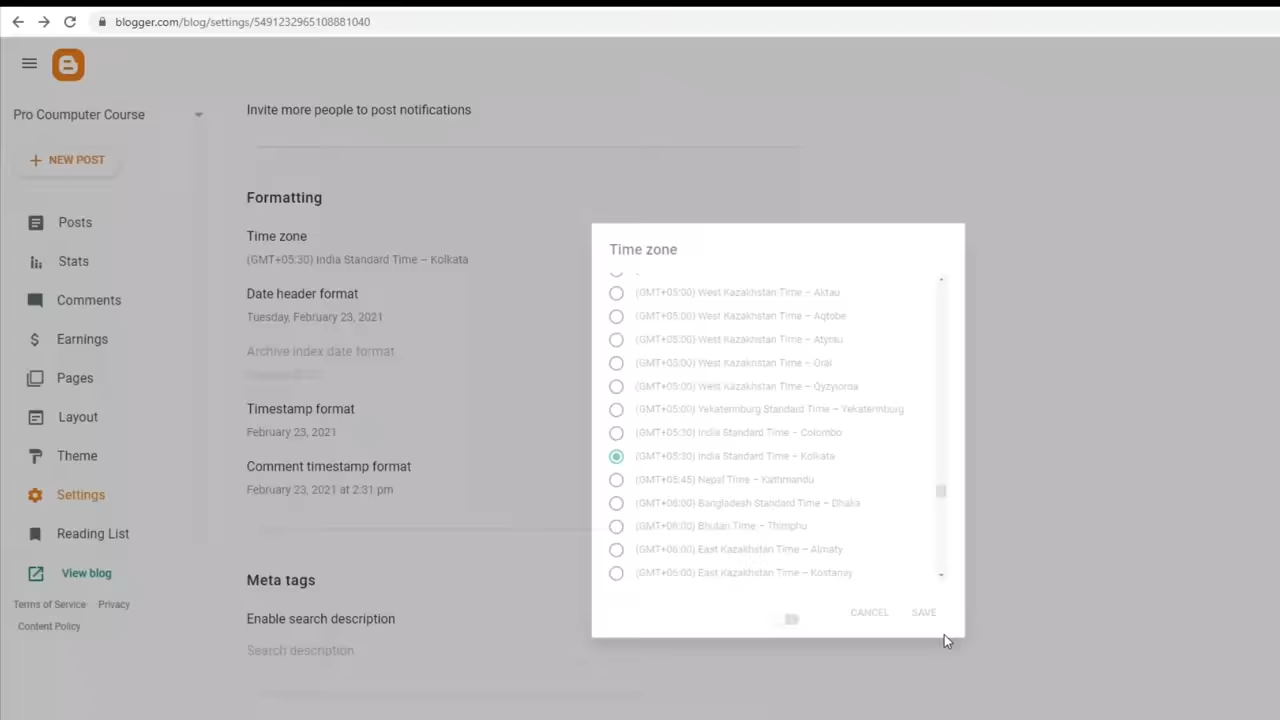 blogger.com/blog/settings/5491232965108881040
Pro Coumputer Course
NEW POST
Posts
Stats
Comments
Earnings
Pages
Layout
Theme
Settings
Reading List
View blog
Terms of Service Privacy
Content Policy
Invite more people to post notifications
Formatting
Time zone
(GMT+05:30) India Standard Time – Kolkata
Date header format
Tuesday, February 23, 2021
Archive index date format
Timestamp format
February 23, 2021
Comment timestamp format
February 23, 2021 at 2:31 pm
Meta tags
Enable search description
Search description
Time zone
(GMT+05:00) West Kazakhstan Time – Aktau
(GMT+05:00) West Kazakhstan Time – Aqtobe
(GMT+05:00) West Kazakhstan Time – Atyrau
(GMT+05:00) West Kazakhstan Time – Oral
(GMT+05:00) West Kazakhstan Time – Qyzylorda
(GMT+05:00) Yekaterinburg Standard Time – Yekaterinburg
(GMT+05:30) India Standard Time – Colombo
(GMT+05:30) India Standard Time – Kolkata
(GMT+05:45) Nepal Time – Kathmandu
(GMT+06:00) Bangladesh Standard Time – Dhaka
(GMT+06:00) Bhutan Time – Thimphu
(GMT+06:00) East Kazakhstan Time – Almaty
(GMT+06:00) East Kazakhstan Time – Kostanay
CANCEL SAVE